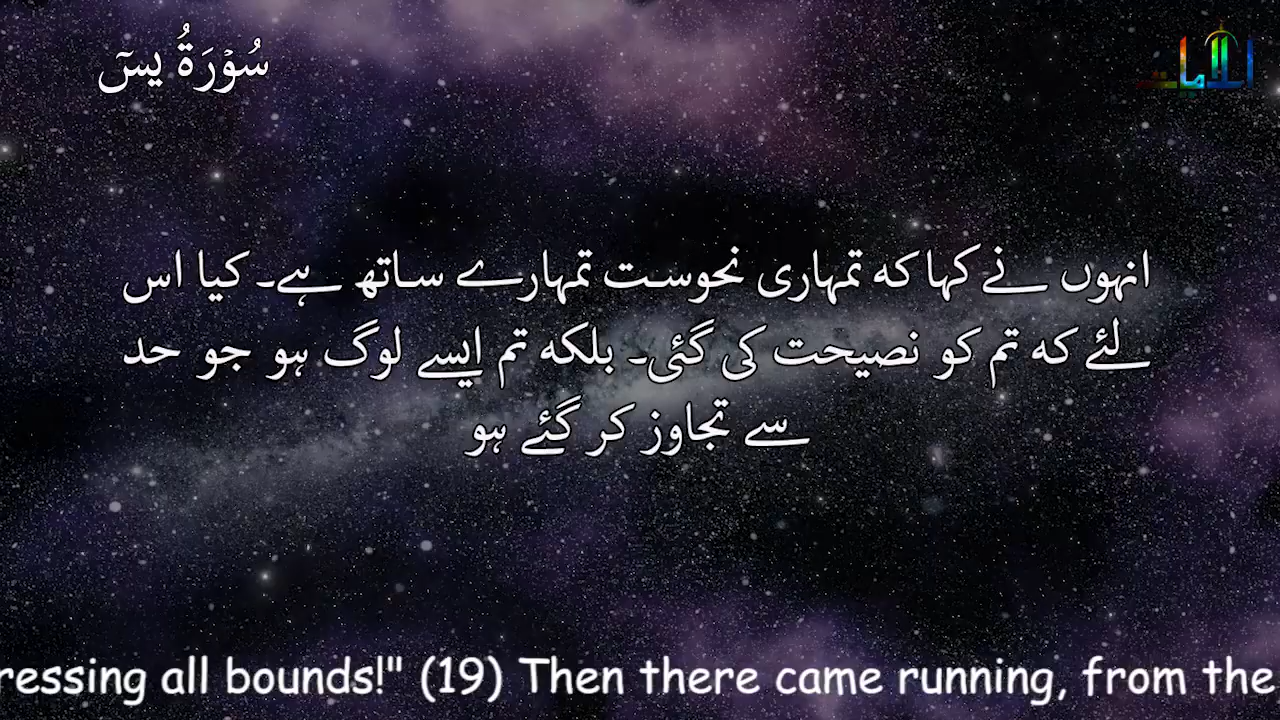 سُوۡرَةُ يسٓ
انہوں نے کہا کہ تمہاری نحوست تمہارے ساتھ ہے۔ کیا اس
لئے کہ تم کو نصیحت کی گئی۔ بلکہ تم ایسے لوگ ہو جو حد
سے تجاوز کر گئے ہو
ressing all bounds!" (19) Then there came running, from the